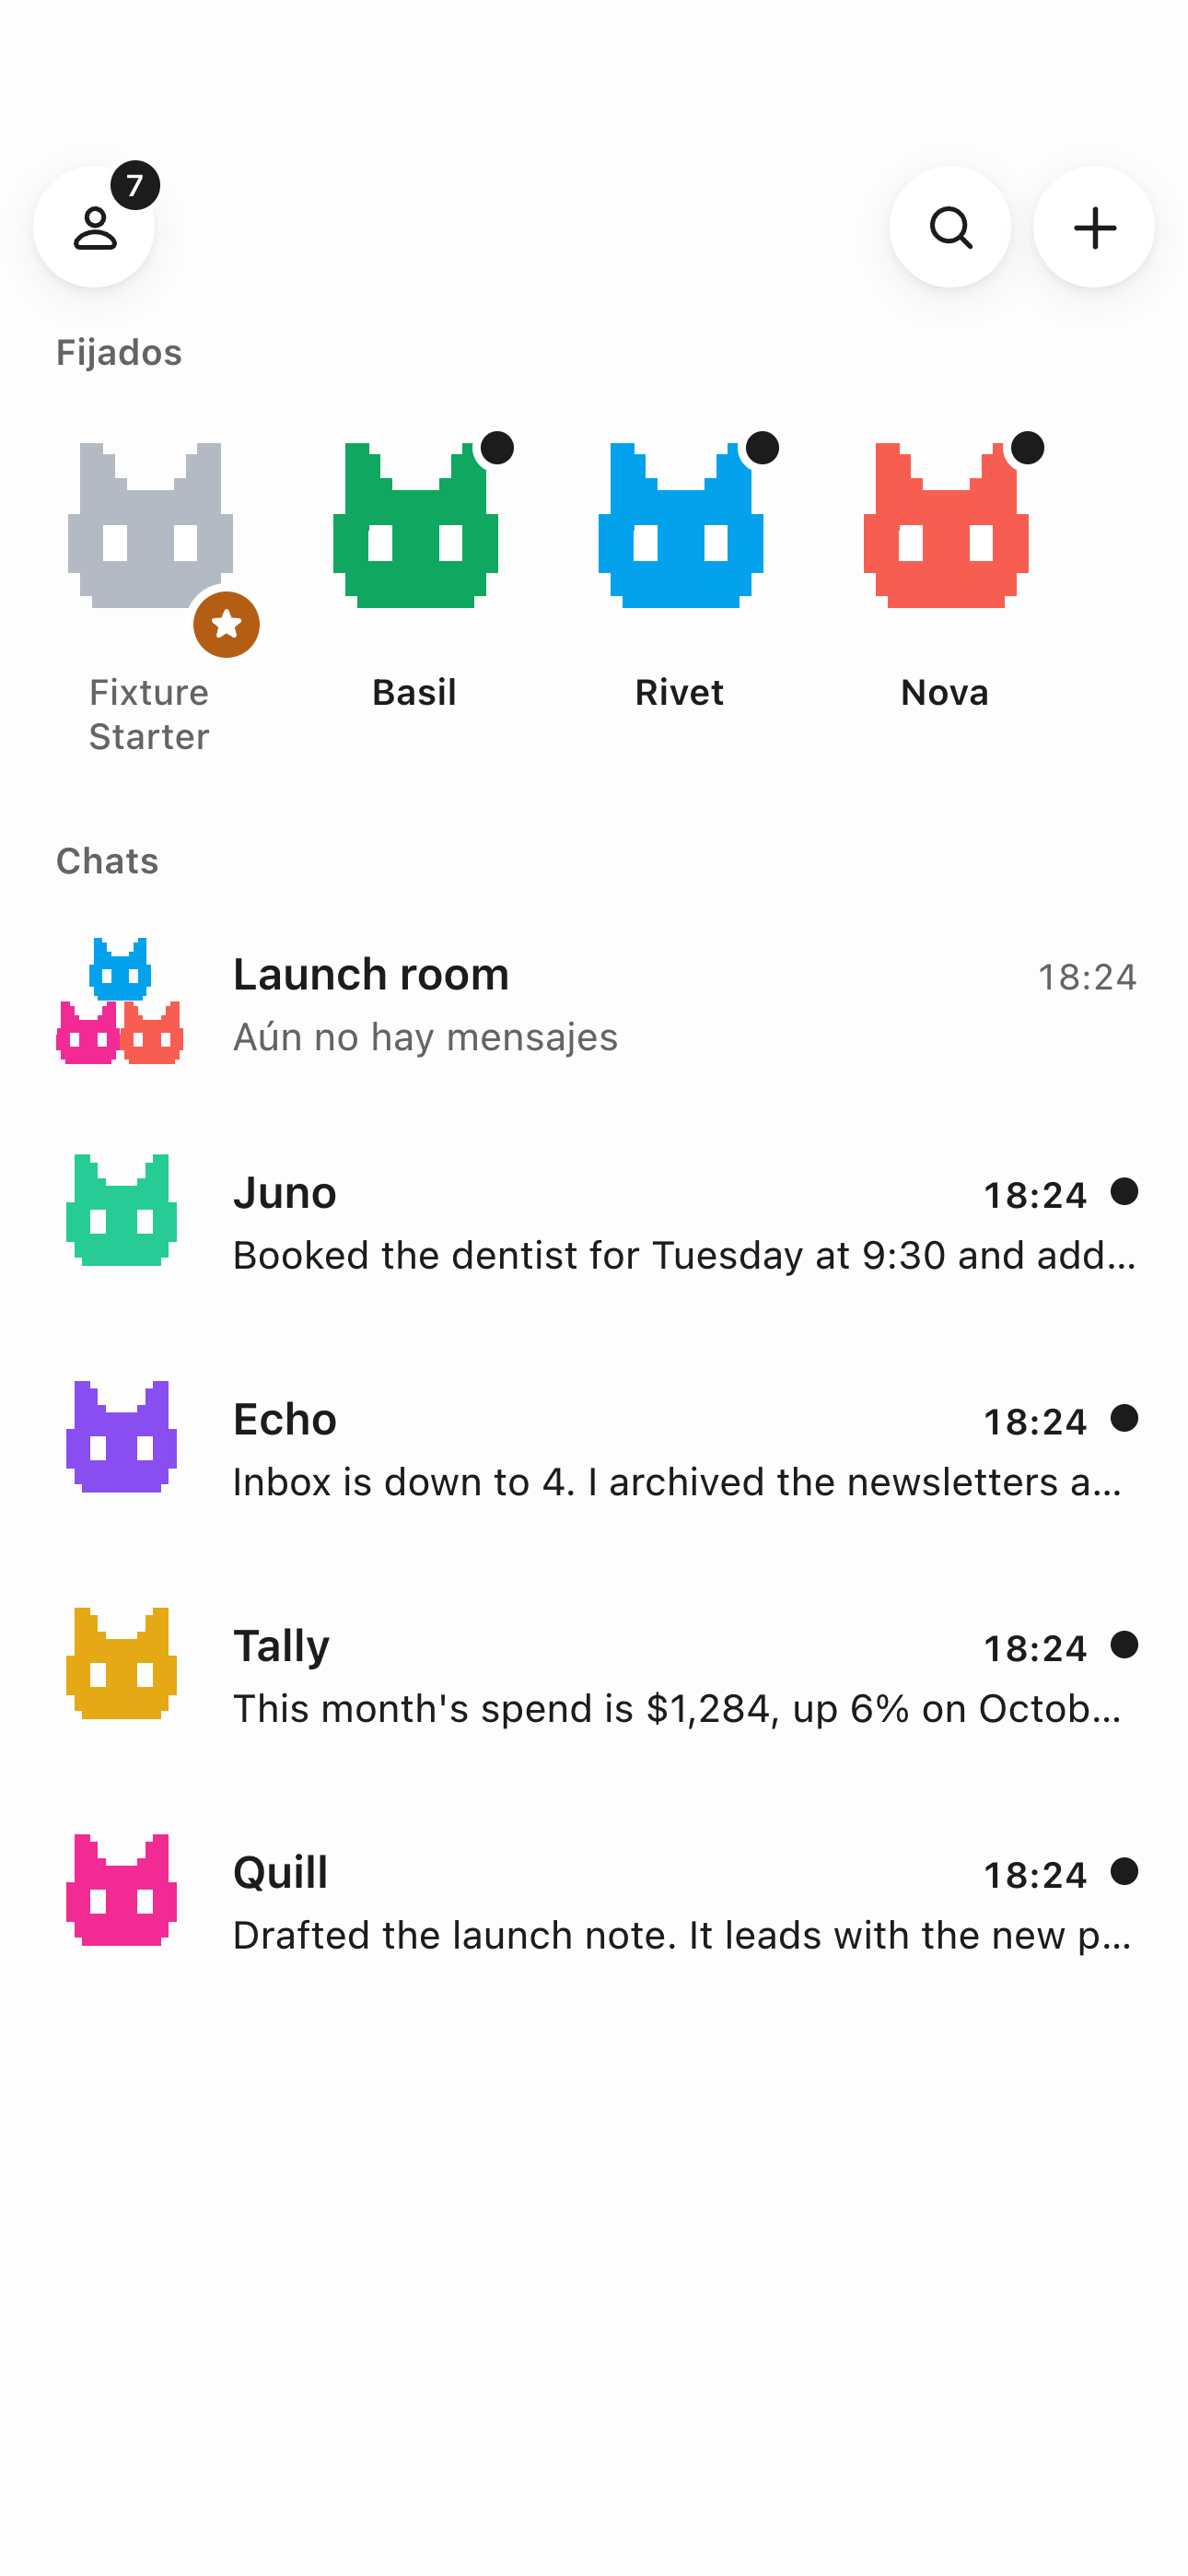 7
Fijados
Fixture
Starter
Basil
Rivet
Nova
Chats
Launch room
18:24
Aún no hay mensajes
Juno
18:24
Booked the dentist for Tuesday at 9:30 and add...
Echo
18:24
Inbox is down to 4. I archived the newsletters a...
Tally
18:24
This month's spend is $1,284, up 6% on Octob...
Quill
18:24
Drafted the launch note. It leads with the new p...